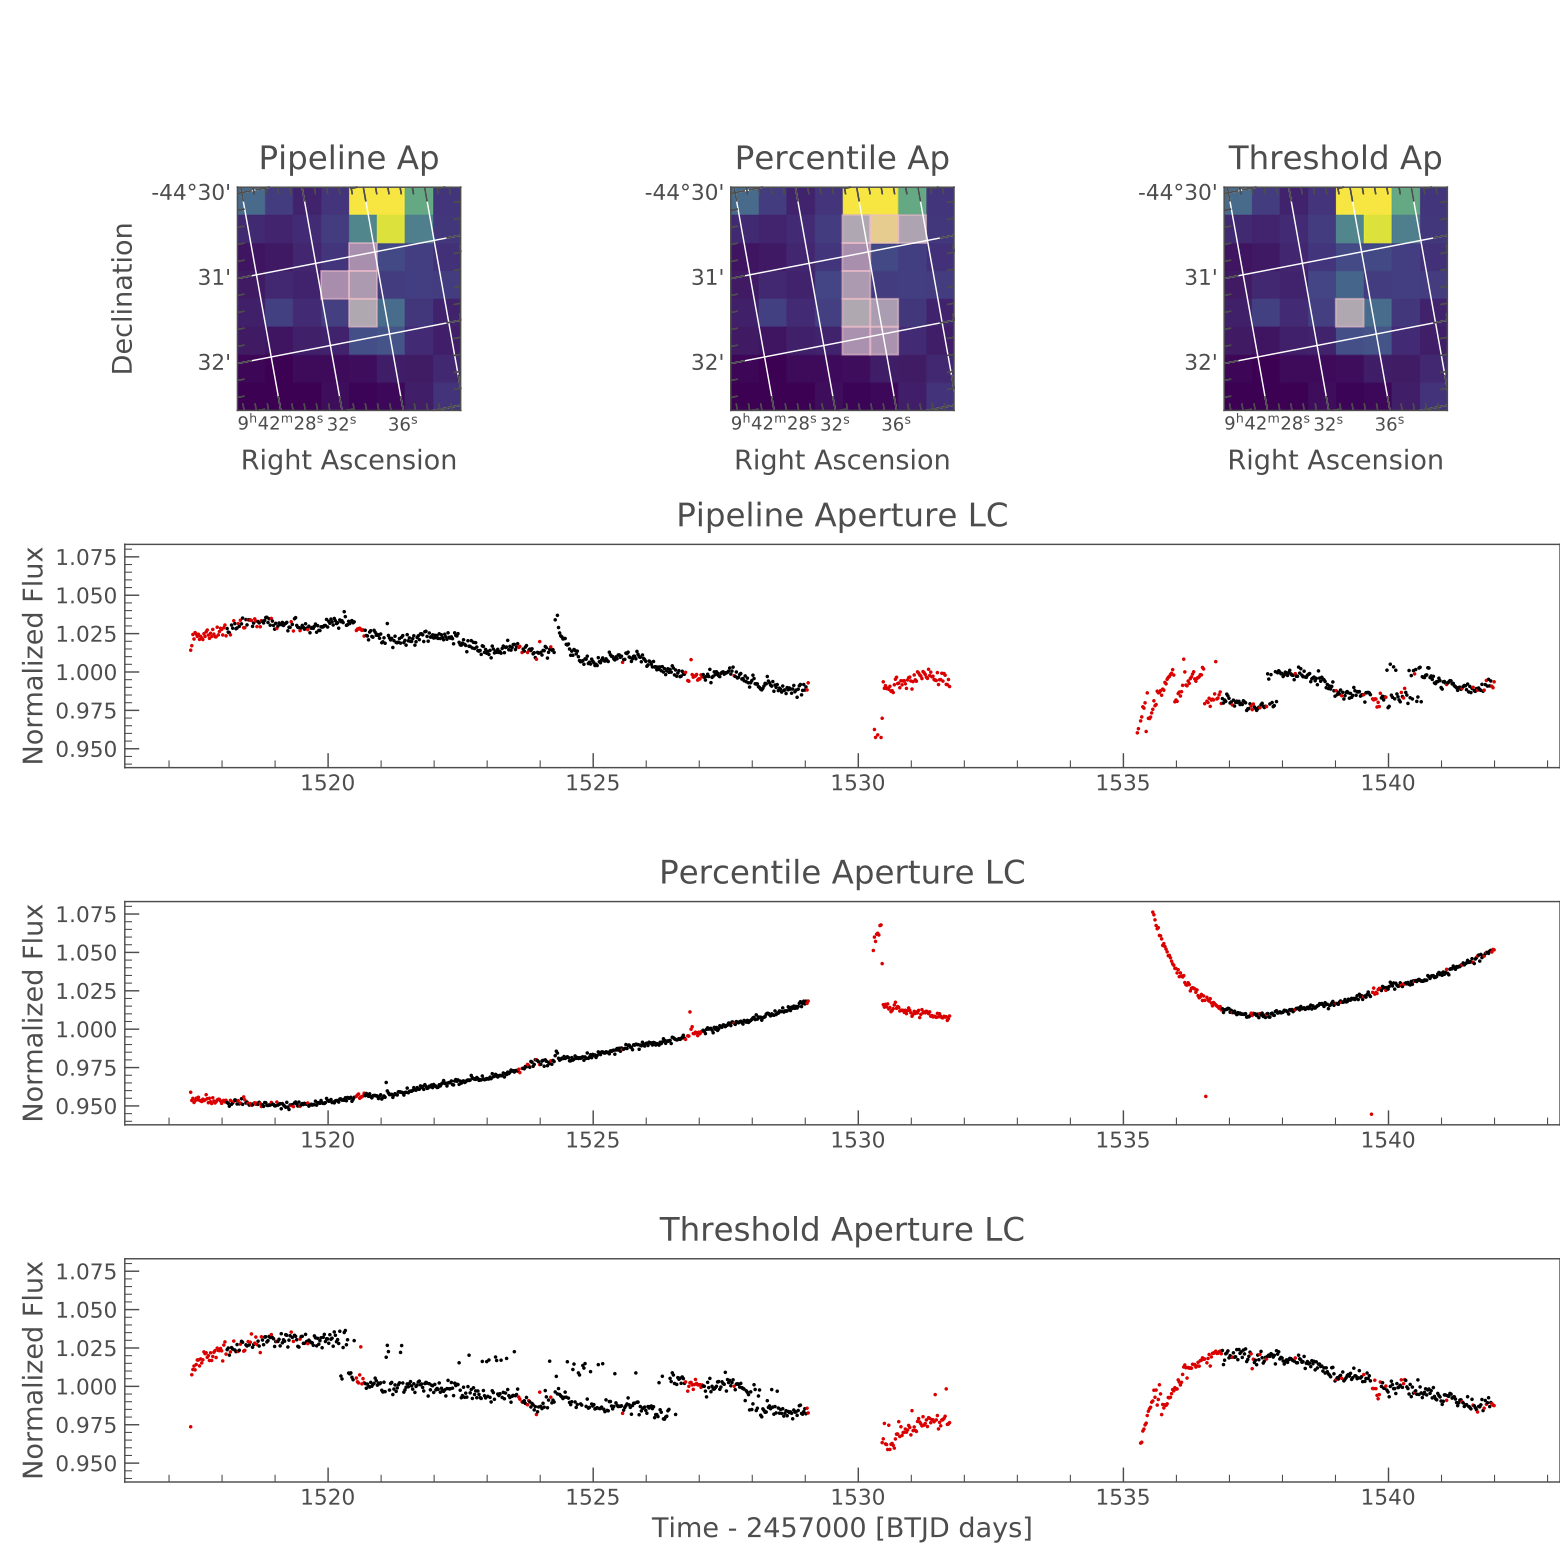 Pipeline Ap
Percentile Ap
Threshold Ap
-44°30'
31'
32'
Declination
9ʰ42ᵐ28ˢ 32ˢ 36ˢ
Right Ascension
-44°30'
31'
32'
9ʰ42ᵐ28ˢ 32ˢ 36ˢ
Right Ascension
-44°30'
31'
32'
9ʰ42ᵐ28ˢ 32ˢ 36ˢ
Right Ascension
Pipeline Aperture LC
Normalized Flux
1.075
1.050
1.025
1.000
0.975
0.950
1520 1525 1530 1535 1540
Percentile Aperture LC
Normalized Flux
1.075
1.050
1.025
1.000
0.975
0.950
1520 1525 1530 1535 1540
Threshold Aperture LC
Normalized Flux
1.075
1.050
1.025
1.000
0.975
0.950
1520 1525 1530 1535 1540
Time - 2457000 [BTJD days]